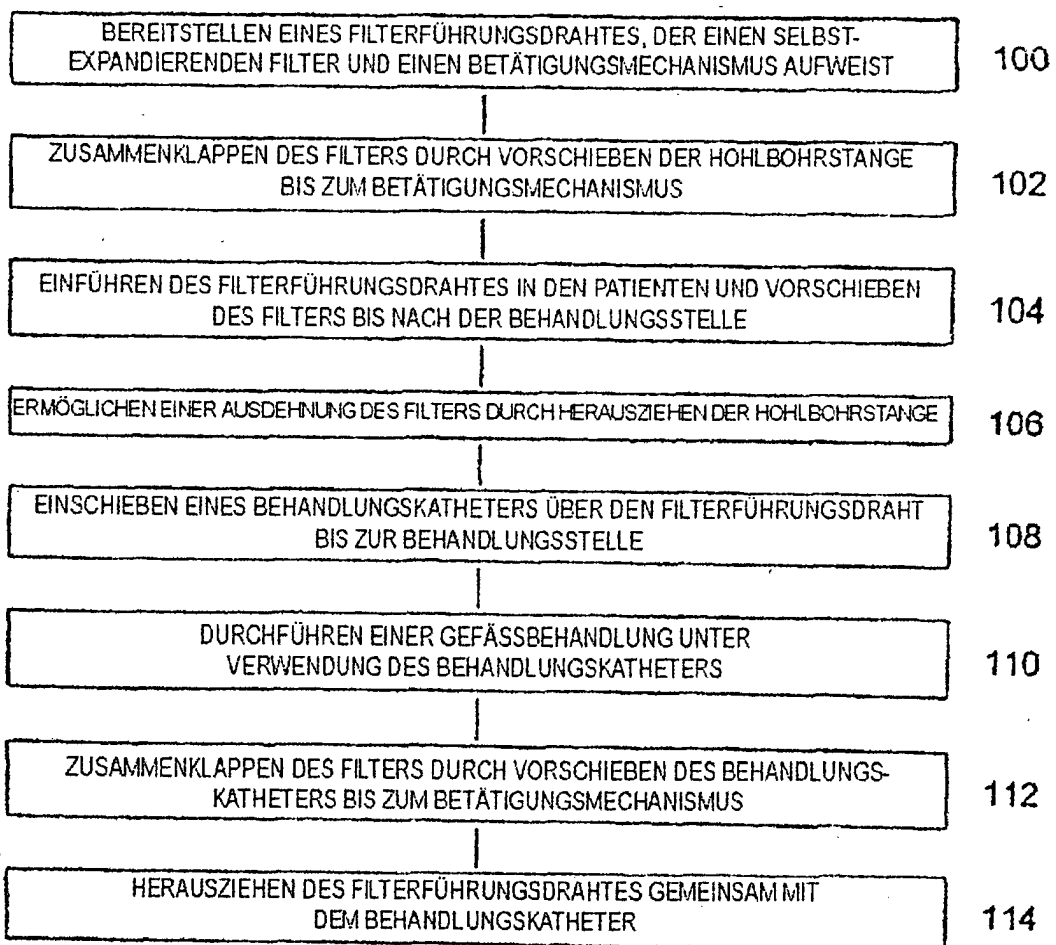 BEREITSTELLEN EINES FILTERFÜHRUNGSDRAHTES, DER EINEN SELBST-
EXPANDIERENDEN FILTER UND EINEN BETÄTIGUNGSMECHANISMUS AUFWEIST
100
ZUSAMMENKLAPPEN DES FILTERS DURCH VORSCHIEBEN DER HOHLBOHRSTANGE
BIS ZUM BETÄTIGUNGSMECHANISMUS
102
EINFÜHREN DES FILTERFÜHRUNGSDRAHTES IN DEN PATIENTEN UND VORSCHIEBEN
DES FILTERS BIS NACH DER BEHANDLUNGSSTELLE
104
ERMÖGLICHEN EINER AUSDEHNUNG DES FILTERS DURCH HERAUSZIEHEN DER HOHLBOHRSTANGE
106
EINSCHIEBEN EINES BEHANDLUNGSKATHETERS ÜBER DEN FILTERFÜHRUNGSDRAHT
BIS ZUR BEHANDLUNGSSTELLE
108
DURCHFÜHREN EINER GEFÄSSBEHANDLUNG UNTER
VERWENDUNG DES BEHANDLUNGSKATHETERS
110
ZUSAMMENKLAPPEN DES FILTERS DURCH VORSCHIEBEN DES BEHANDLUNGS-
KATHETERS BIS ZUM BETÄTIGUNGSMECHANISMUS
112
HERAUSZIEHEN DES FILTERFÜHRUNGSDRAHTES GEMEINSAM MIT
DEM BEHANDLUNGSKATHETER
114